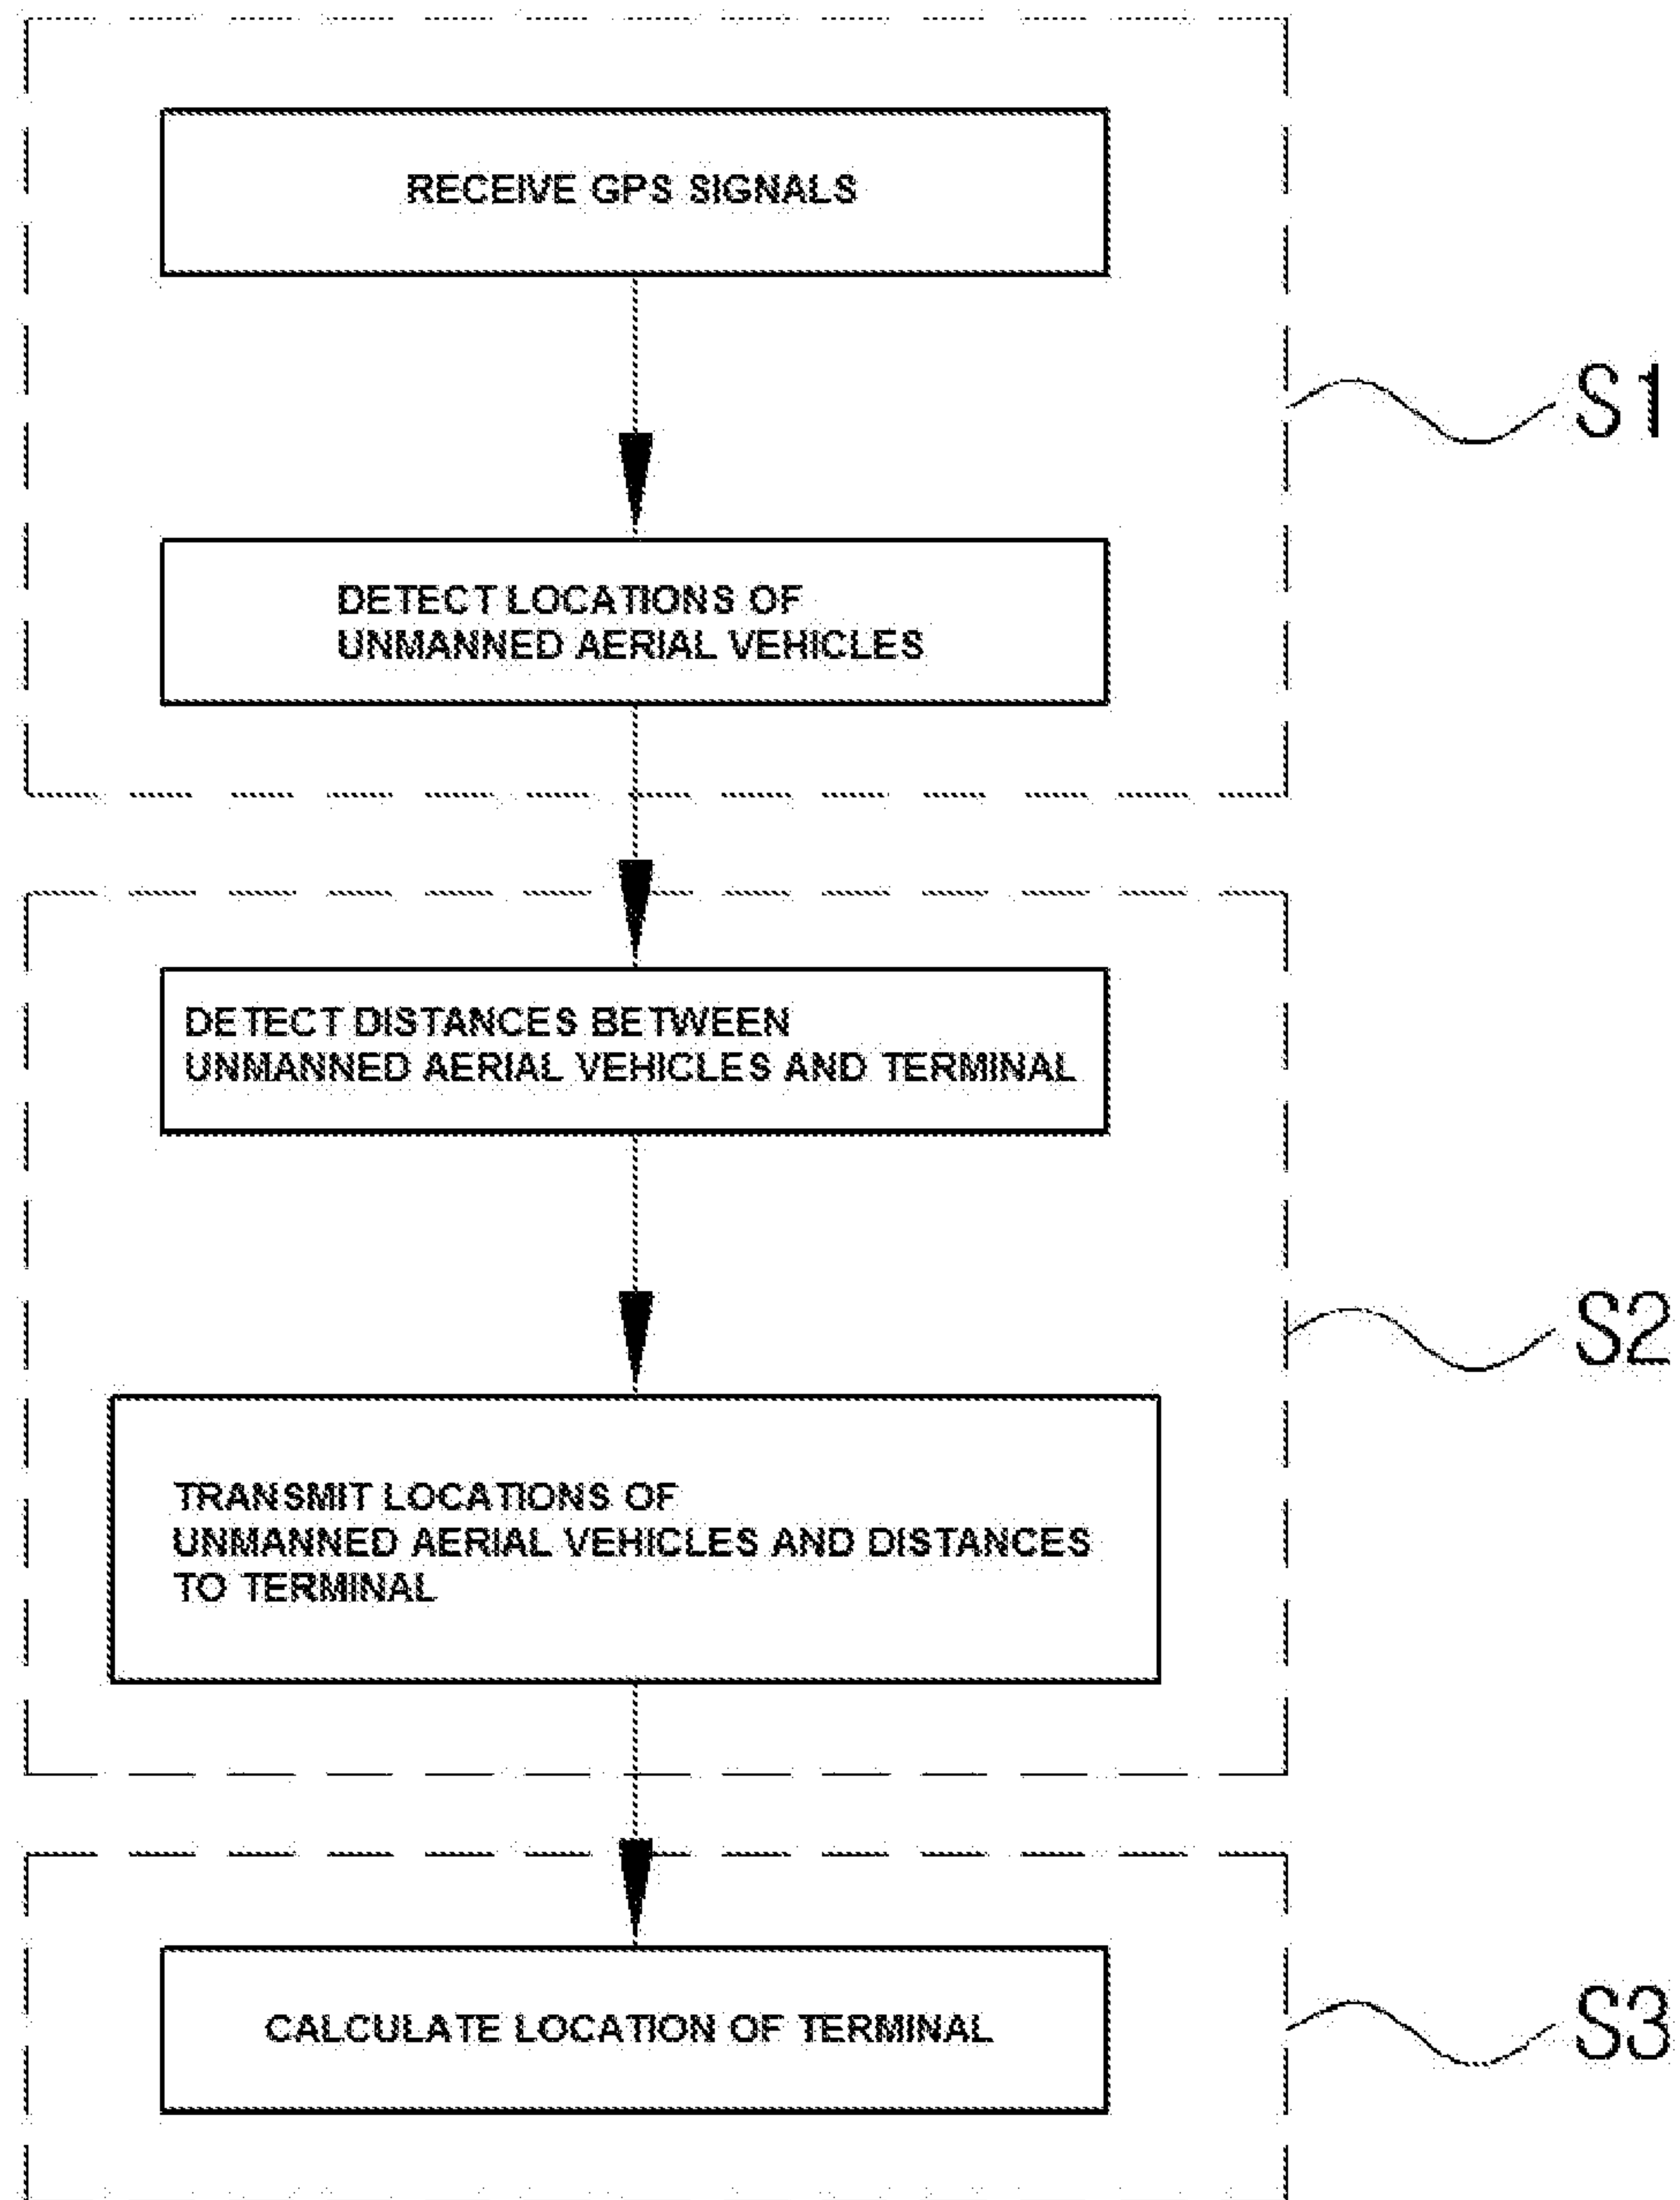 RECEIVE GPS SIGNALS
S1
DETECT LOCATIONS OF
UNMANNED AERIAL VEHICLES
DETECT DISTANCES BETWEEN
UNMANNED AERIAL VEHICLES AND TERMINAL
S2
TRANSMIT LOCATIONS OF
UNMANNED AERIAL VEHICLES AND DISTANCES
TO TERMINAL
CALCULATE LOCATION OF TERMINAL
S3